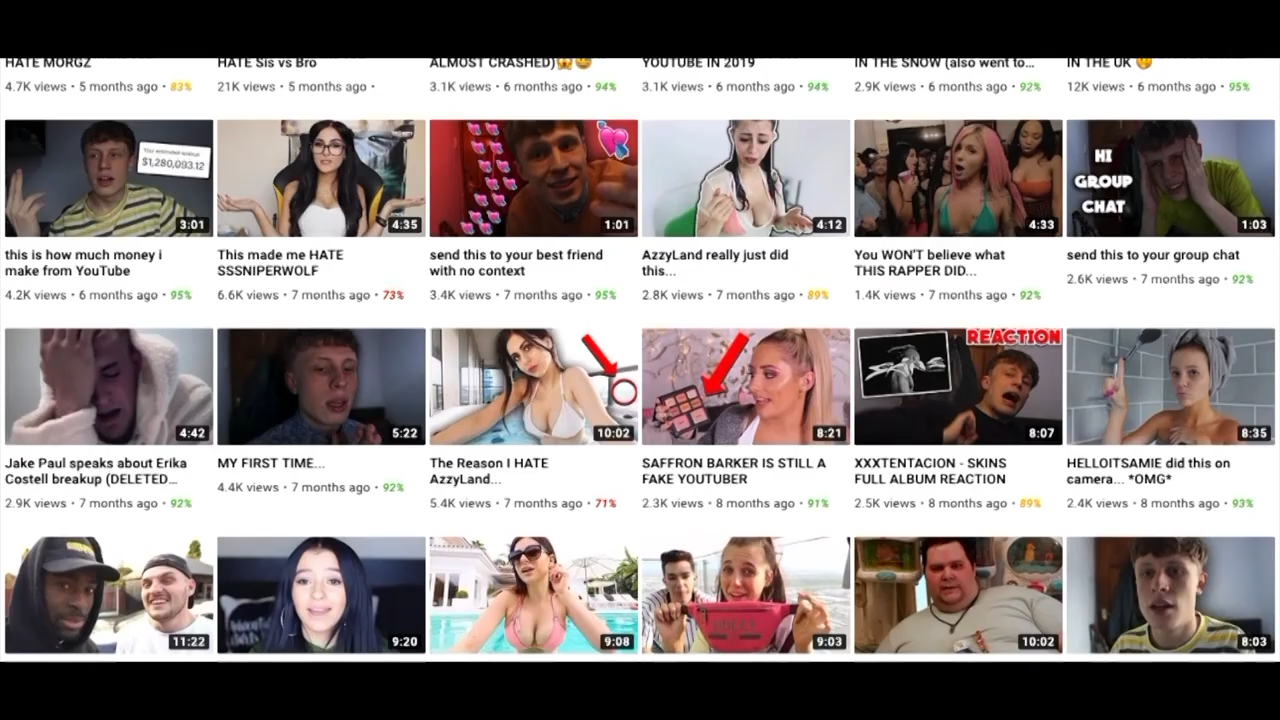 HATE MORGZ
HATE Sis vs Bro
ALMOST CRASHED)😱🤩
YOUTUBE IN 2019
IN THE SNOW (also went to...
IN THE UK
4.7K views • 5 months ago • 83%
21K views • 5 months ago •
3.1K views • 6 months ago • 94%
3.1K views • 6 months ago • 94%
2.9K views • 6 months ago • 92%
12K views • 6 months ago • 95%
Your estimated revenue
$1,280,093.12
3:01
4:35
1:01
4:12
4:33
HI
GROUP
CHAT
1:03
this is how much money i
make from YouTube
4.2K views • 6 months ago • 95%
This made me HATE
SSSNIPERWOLF
6.6K views • 7 months ago • 73%
send this to your best friend
with no context
3.4K views • 7 months ago • 95%
AzzyLand really just did
this...
2.8K views • 7 months ago • 89%
You WON'T believe what
THIS RAPPER DID...
1.4K views • 7 months ago • 92%
send this to your group chat
2.6K views • 7 months ago • 92%
4:42
5:22
10:02
8:21
REACTION
8:07
8:35
Jake Paul speaks about Erika
Costell breakup (DELETED...
2.9K views • 7 months ago • 92%
MY FIRST TIME...
4.4K views • 7 months ago • 92%
The Reason I HATE
AzzyLand...
5.4K views • 7 months ago • 71%
SAFFRON BARKER IS STILL A
FAKE YOUTUBER
2.3K views • 8 months ago • 91%
XXXTENTACION - SKINS
FULL ALBUM REACTION
2.5K views • 8 months ago • 89%
HELLOITSAMIE did this on
camera... *OMG*
2.4K views • 8 months ago • 93%
11:22
9:20
9:08
9:03
10:02
8:03